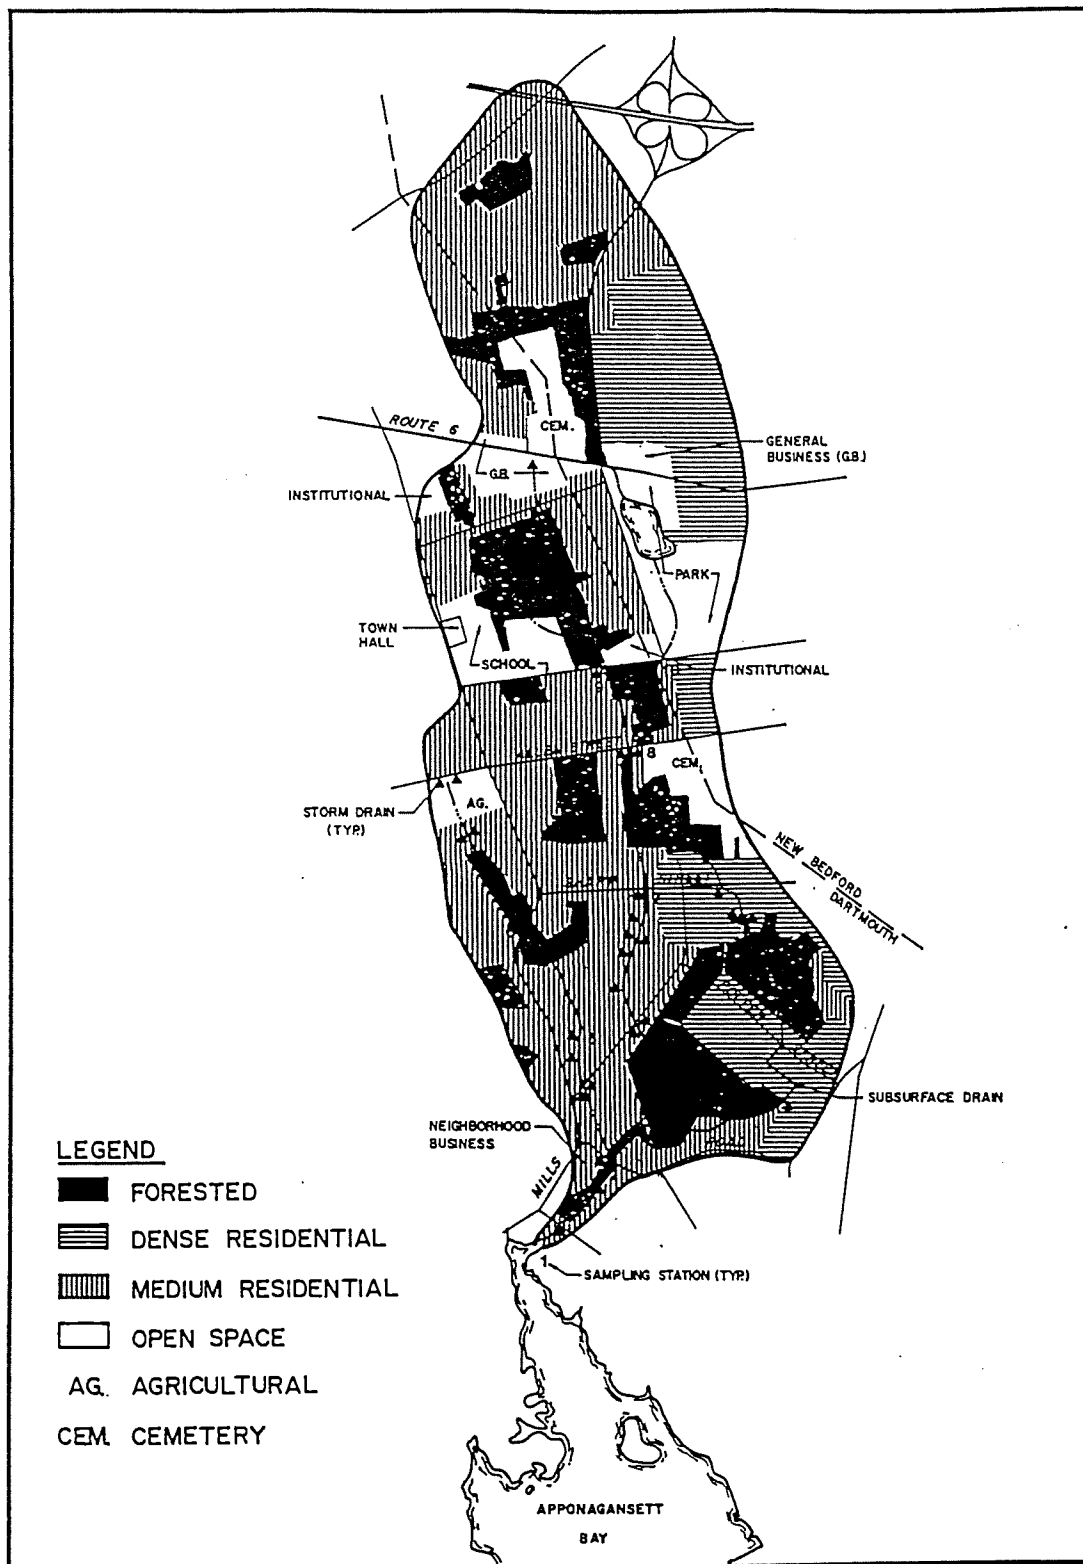 ROUTE 6
CEM.
GENERAL
BUSINESS (G.B.)
G.B.
INSTITUTIONAL
PARK
TOWN
HALL
SCHOOL
INSTITUTIONAL
8
CEM.
AG.
STORM DRAIN
(TYP.)
NEW BEDFORD
DARTMOUTH
SUBSURFACE DRAIN
NEIGHBORHOOD
BUSINESS
ROAD
MILLS
LEGEND
FORESTED
DENSE RESIDENTIAL
MEDIUM RESIDENTIAL
OPEN SPACE
AG. AGRICULTURAL
CEM. CEMETERY
1
SAMPLING STATION (TYP.)
APPONAGANSETT
BAY